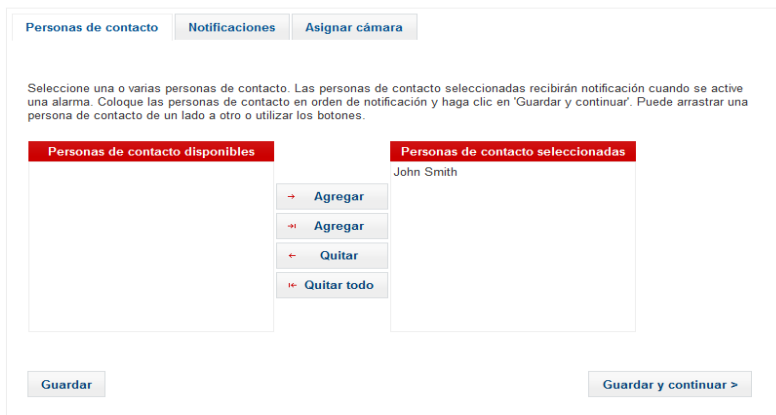 Personas de contacto Notificaciones Asignar cámara
Seleccione una o varias personas de contacto. Las personas de contacto seleccionadas recibirán notificación cuando se active
una alarma. Coloque las personas de contacto en orden de notificación y haga clic en 'Guardar y continuar'. Puede arrastrar una
persona de contacto de un lado a otro o utilizar los botones.
Personas de contacto disponibles
Personas de contacto seleccionadas
John Smith
Agregar
Agregar
Quitar
Quitar todo
Guardar
Guardar y continuar >